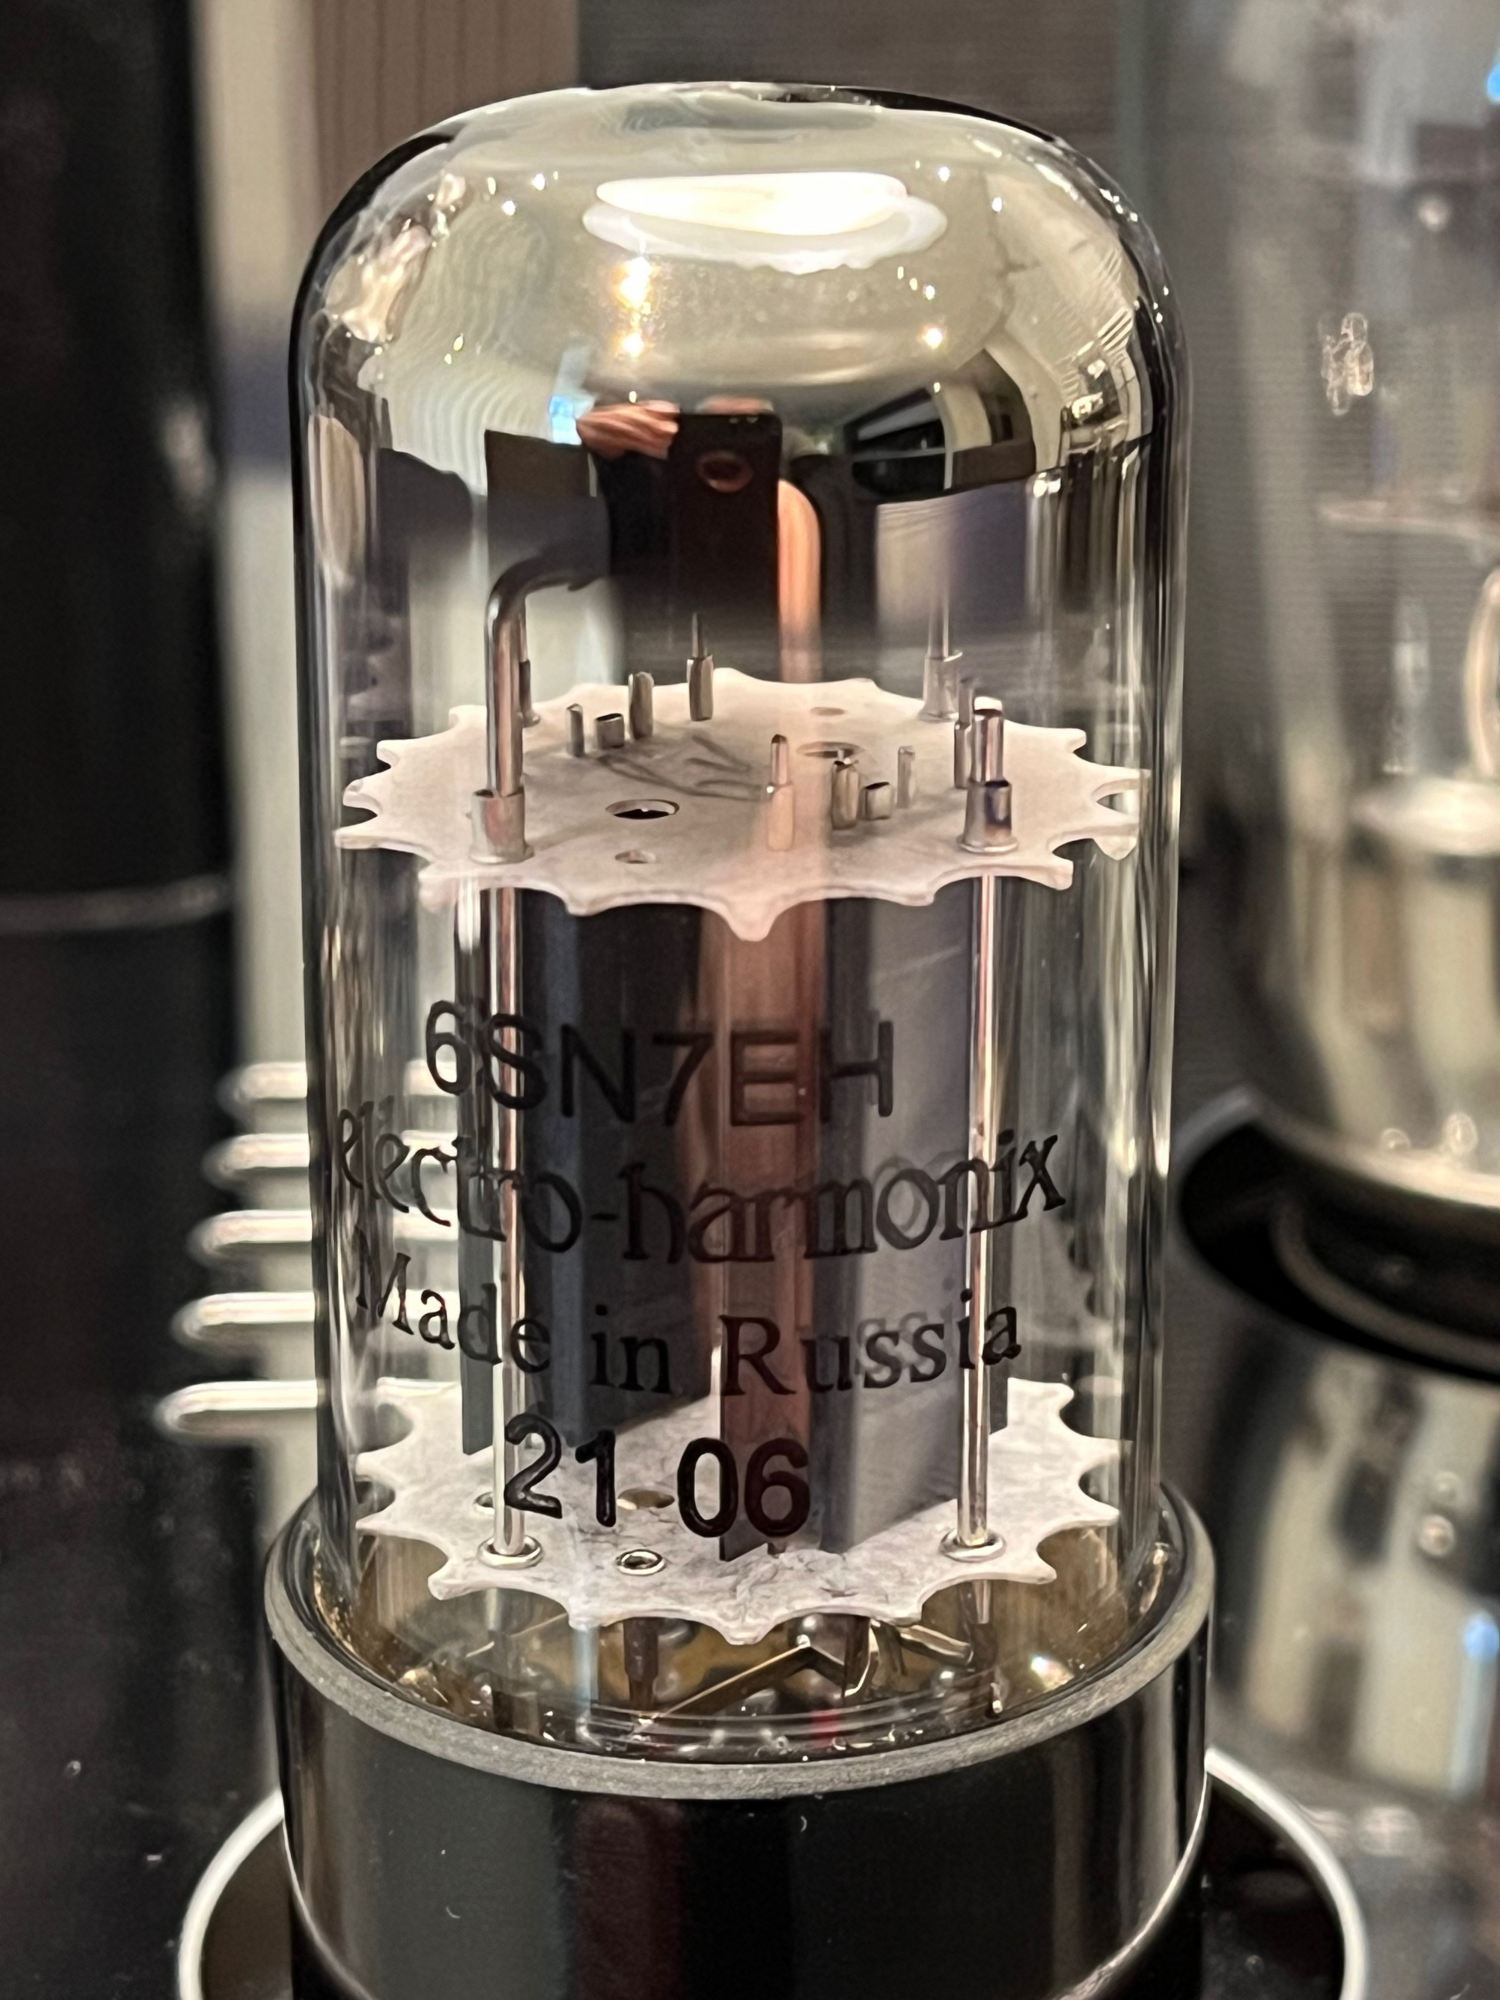 6SN7EH
electro-harmonix
Made in Russia
21 06